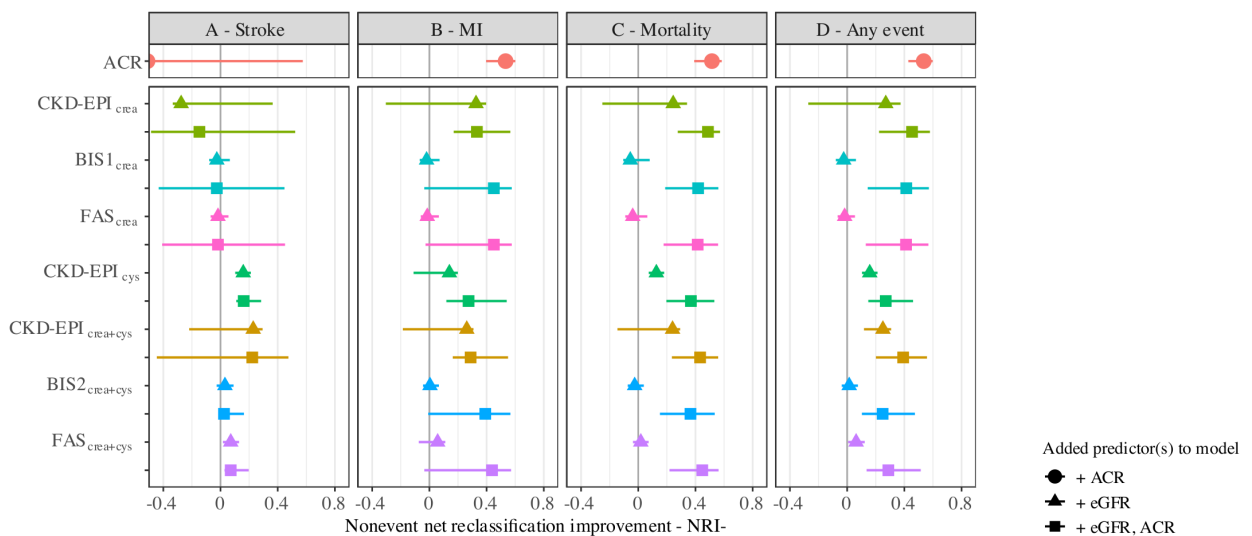 A - Stroke
B - MI
C - Mortality
D - Any event
ACR
CKD-EPI crea
BIS1 crea
FAS crea
CKD-EPI cys
CKD-EPI crea+cys
BIS2 crea+cys
FAS crea+cys
-0.4 0 0.4 0.8
-0.4 0 0.4 0.8
-0.4 0 0.4 0.8
-0.4 0 0.4 0.8
Nonevent net reclassification improvement - NRI-
Added predictor(s) to model
+ ACR
+ eGFR
+ eGFR, ACR